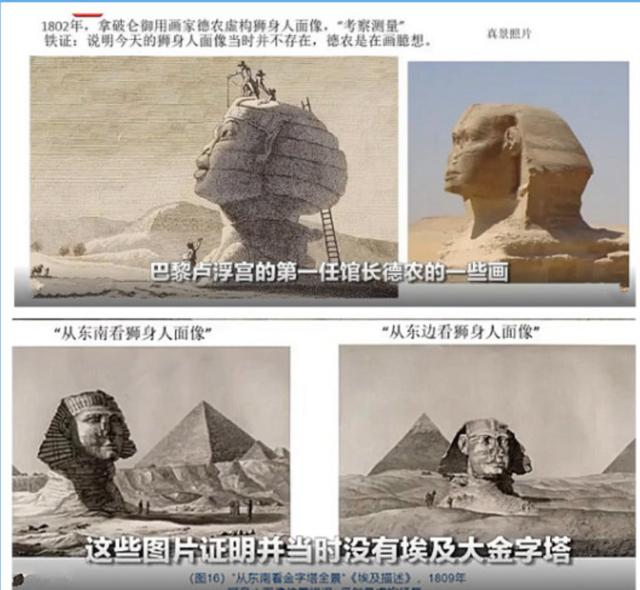 1802年，拿破仑御用画家德农虚构狮身人面像，“考察测量”
铁证：说明今天的狮身人面像当时并不存在，德农是在画臆想。
真景照片
巴黎卢浮宫的第一任馆长德农的一些画
“从东南看狮身人面像”
“从东边看狮身人面像”
这些图片证明并当时没有埃及大金字塔
（图16）“从东南看金字塔全景”《埃及描述》，1809年